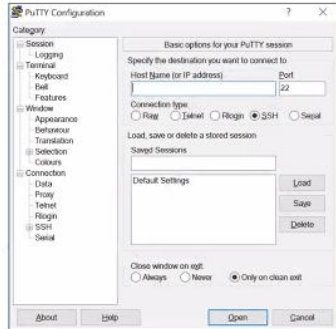 PuTTY Configuration ? X
Category
Session
Logging
Terminal
Keyboard
Bell
Features
Window
Appearance
Behaviour
Translation
Selection
Colours
Connection
Data
Proxy
Telnet
Rlogin
SSH
Serial
Basic options for your PuTTY session
Specify the destination you want to connect to
Host Name (or IP address) Port
22
Connection type
Raw Telnet Rlogin SSH Serial
Load, save or delete a stored session
Saved Sessions
Default Settings
Load
Save
Delete
Close window on exit
Always Never Only on clean exit
About Help Open Cancel